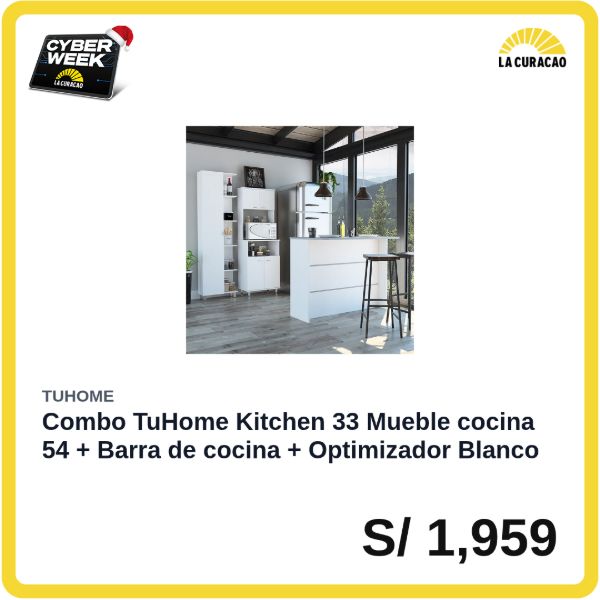 CYBER
WEEK
LA CURACAO
LA CURACAO
TUHOME
Combo TuHome Kitchen 33 Mueble cocina
54 + Barra de cocina + Optimizador Blanco
S/ 1,959